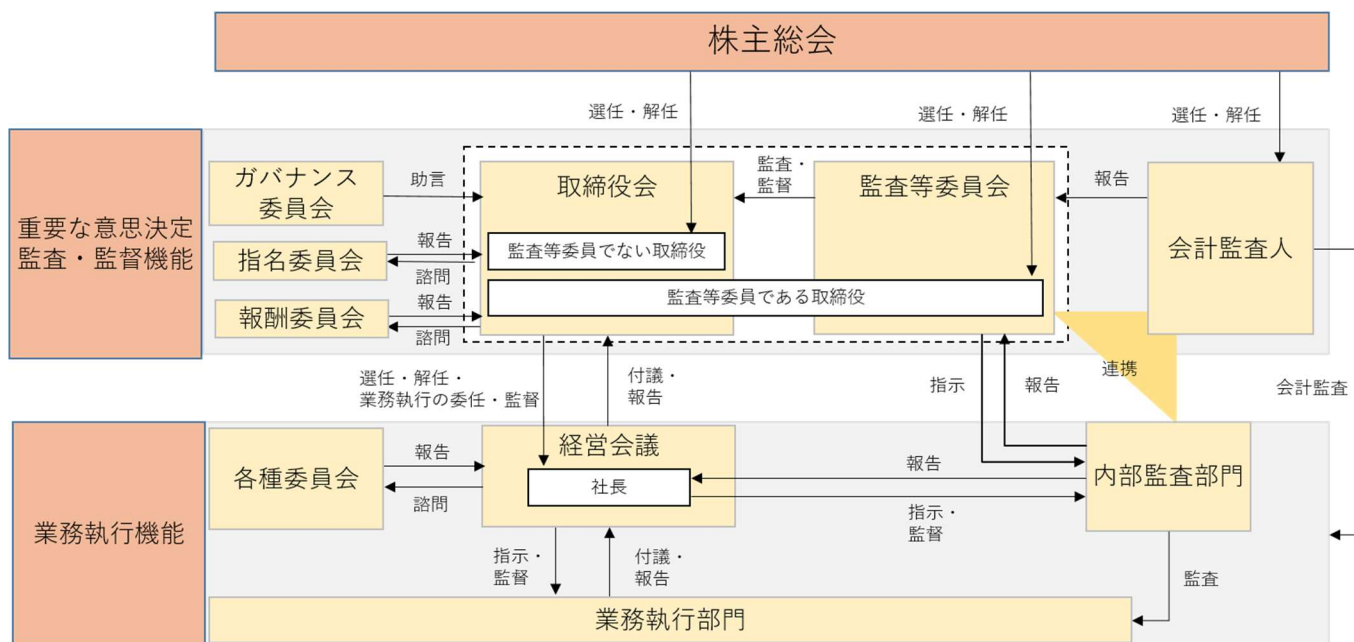 株主総会
選任・解任
選任・解任
選任・解任
重要な意思決定
監査・監督機能
ガバナンス
委員会
助言
取締役会
監査・
監督
監査等委員会
報告
会計監査人
指名委員会
報告
諮問
監査等委員でない取締役
報酬委員会
報告
諮問
監査等委員である取締役
選任・解任・
業務執行の委任・監督
付議・
報告
指示
報告
連携
会計監査
業務執行機能
各種委員会
報告
諮問
経営会議
社長
報告
指示・
監督
内部監査部門
指示・
監督
付議・
報告
監査
業務執行部門